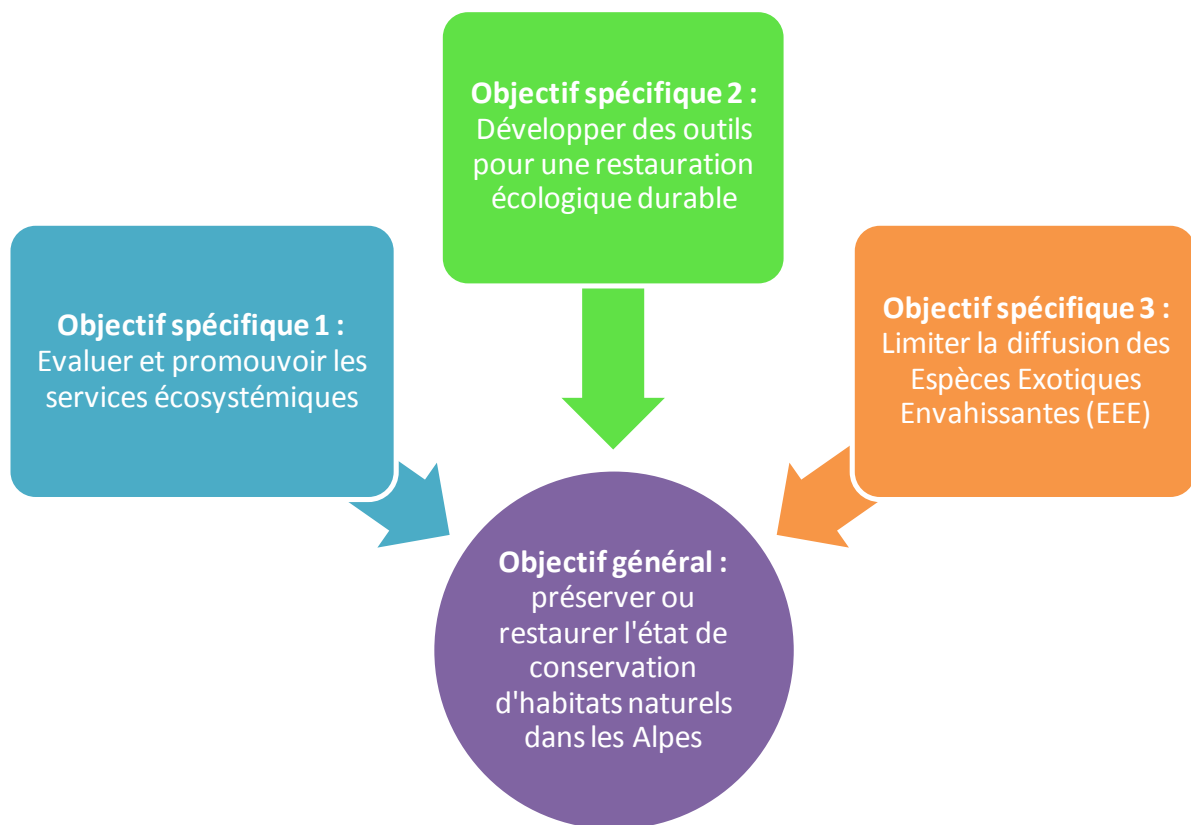 Objectif spécifique 2 :
Développer des outils
pour une restauration
écologique durable
Objectif spécifique 1 :
Evaluer et promouvoir les
services écosystémiques
Objectif spécifique 3 :
Limiter la diffusion des
Espèces Exotiques
Envahissantes (EEE)
Objectif général :
préserver ou
restaurer l'état de
conservation
d'habitats naturels
dans les Alpes